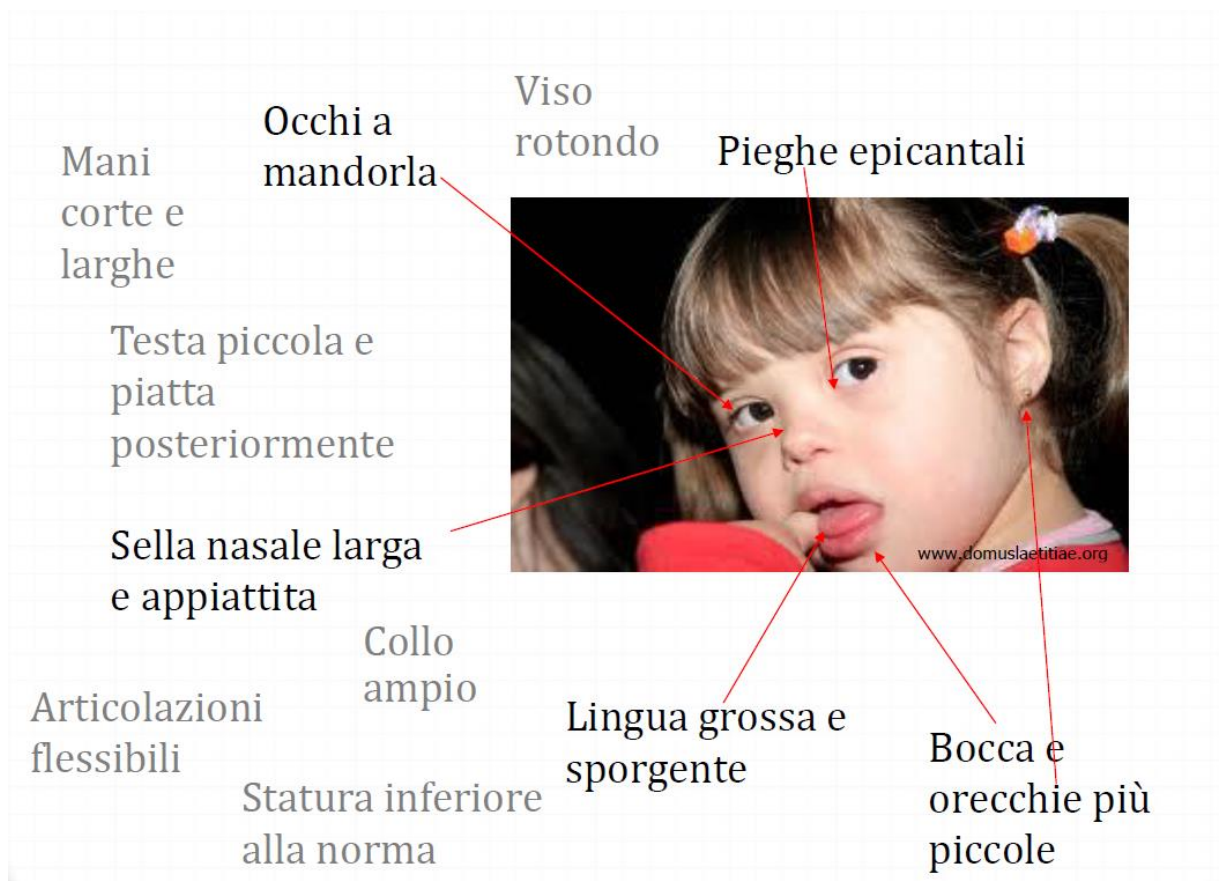 Viso
rotondo
Occhi a
mandorla
Pieghe epicantali
Mani
corte e
larghe
Testa piccola e
piatta
posteriormente
Sella nasale larga
e appiattita
www.domuslaetitiae.org
Collo
ampio
Articolazioni
flessibili
Lingua grossa e
sporgente
Bocca e
orecchie più
piccole
Statura inferiore
alla norma